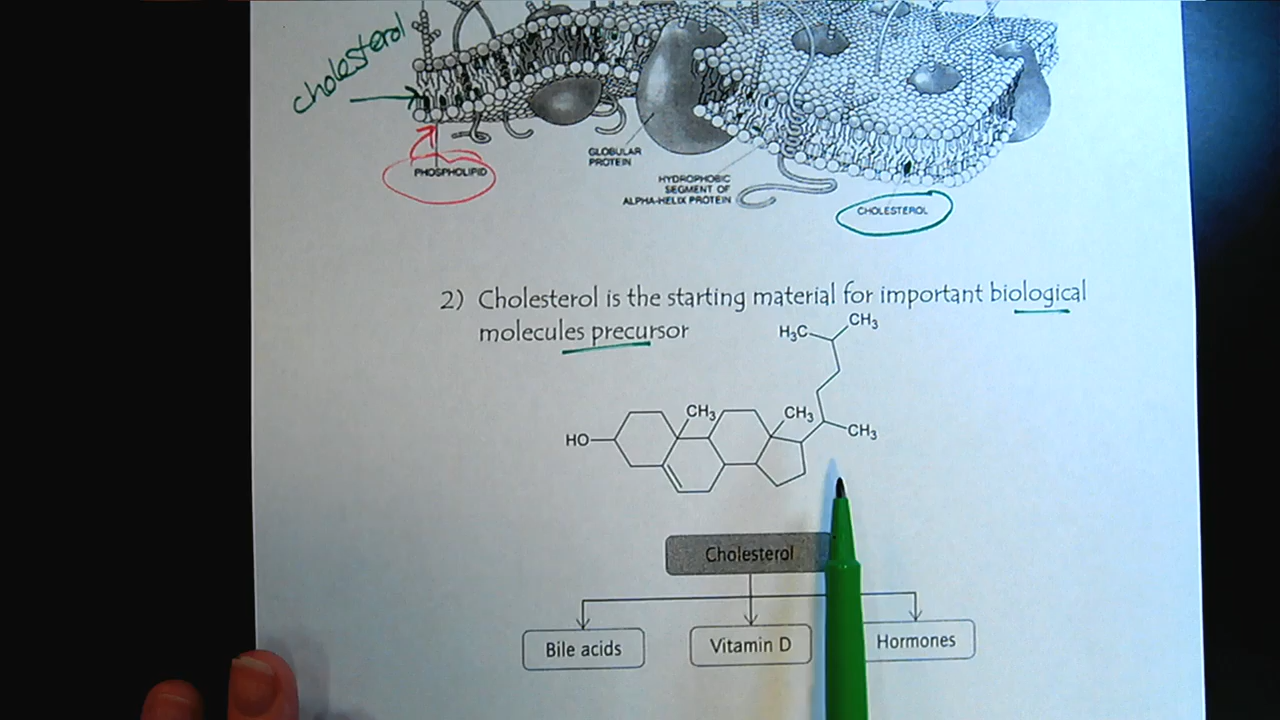 cholesterol
PHOSPHOLIPID
GLOBULAR
PROTEIN
HYDROPHOBIC
SEGMENT OF
ALPHA-HELIX PROTEIN
CHOLESTEROL
2) Cholesterol is the starting material for important biological
molecules precursor
H₃C
CH₃
CH₃
CH₃
CH₃
HO
Cholesterol
Bile acids
Vitamin D
Hormones